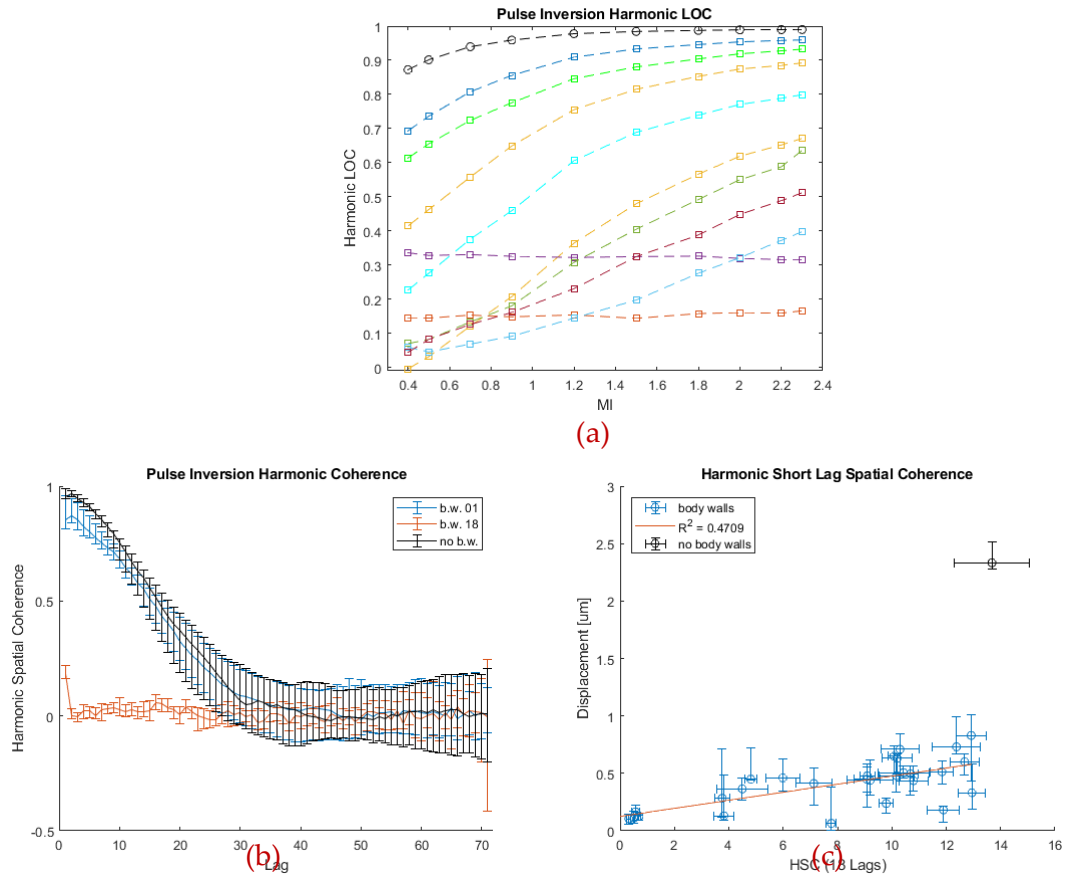 Pulse Inversion Harmonic LOC
1
0.9
0.8
0.7
0.6
0.5
0.4
0.3
0.2
0.1
0
Harmonic LOC
0.4 0.6 0.8 1 1.2 1.4 1.6 1.8 2 2.2 2.4
MI
(a)
Pulse Inversion Harmonic Coherence
1
0.5
0
-0.5
Harmonic Spatial Coherence
b.w. 01
b.w. 18
no b.w.
0 10 20 30 40 50 60 70
Lag
(b)
Harmonic Short Lag Spatial Coherence
3
2.5
2
1.5
1
0.5
0
Displacement [um]
body walls
R² = 0.4709
no body walls
0 2 4 6 8 10 12 14 16
HSC (18 Lags)
(c)